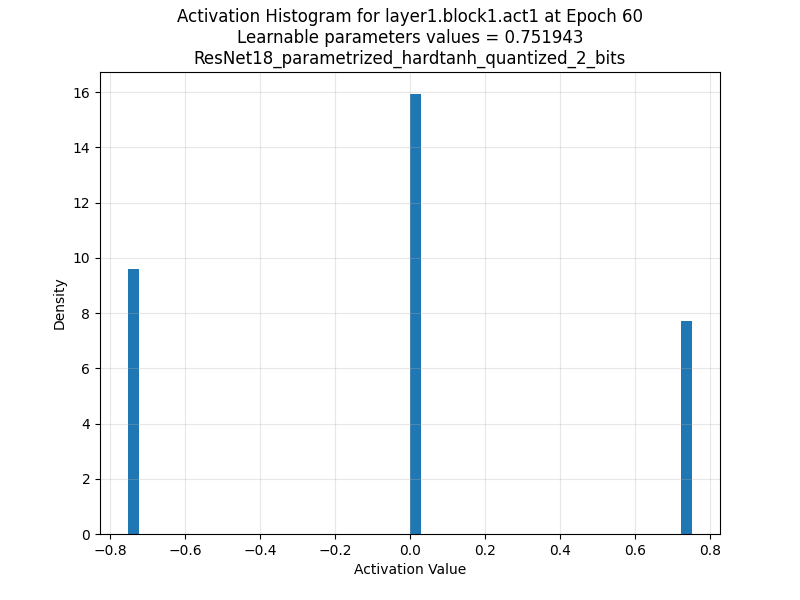 Activation Histogram for layer1.block1.act1 at Epoch 60
Learnable parameters values = 0.751943
ResNet18_parametrized_hardtanh_quantized_2_bits
16
14
12
10
8
6
4
2
0
Density
−0.8 −0.6 −0.4 −0.2 0.0 0.2 0.4 0.6 0.8
Activation Value